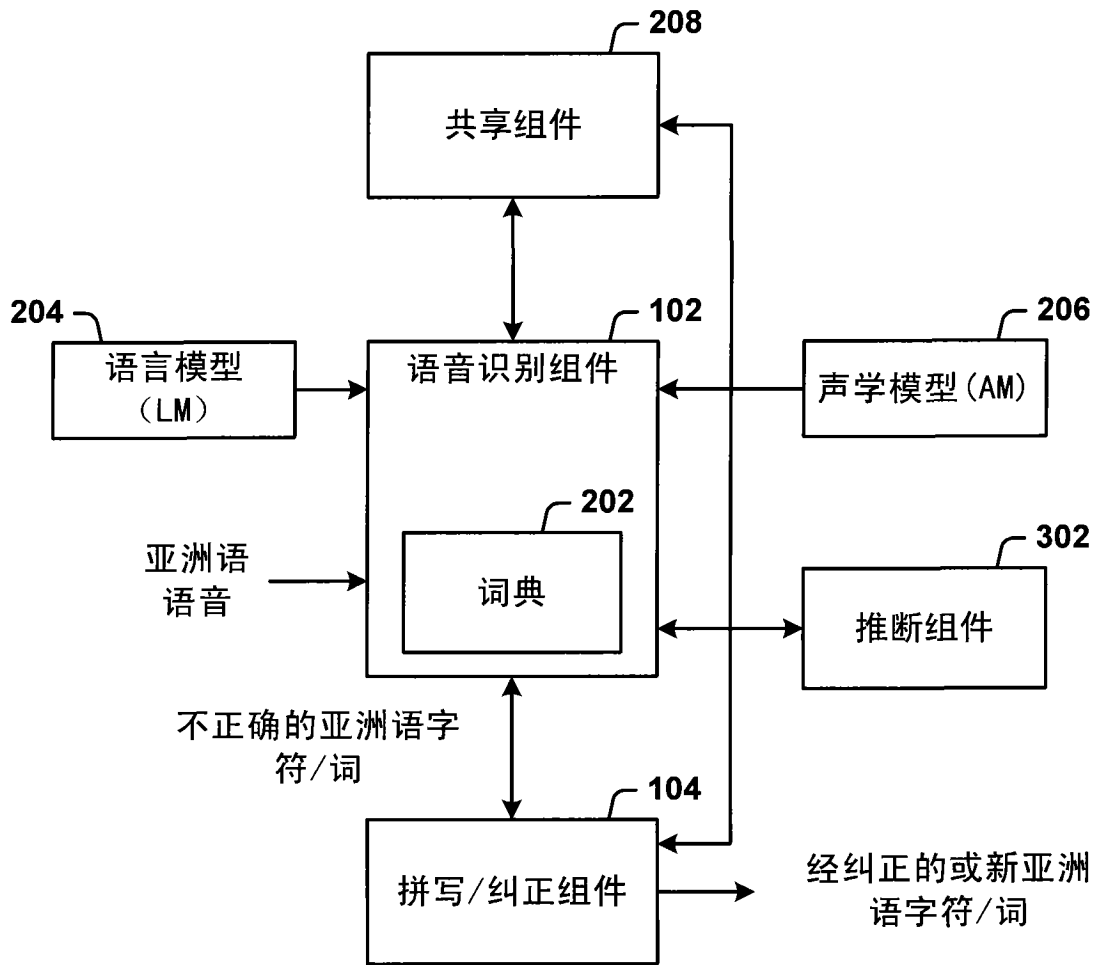 208
共享组件
204
102
206
语言模型
（LM）
语音识别组件
声学模型(AM)
202
302
亚洲语
语音
词典
推断组件
不正确的亚洲语字
符/词
104
拼写/纠正组件
经纠正的或新亚洲
语字符/词